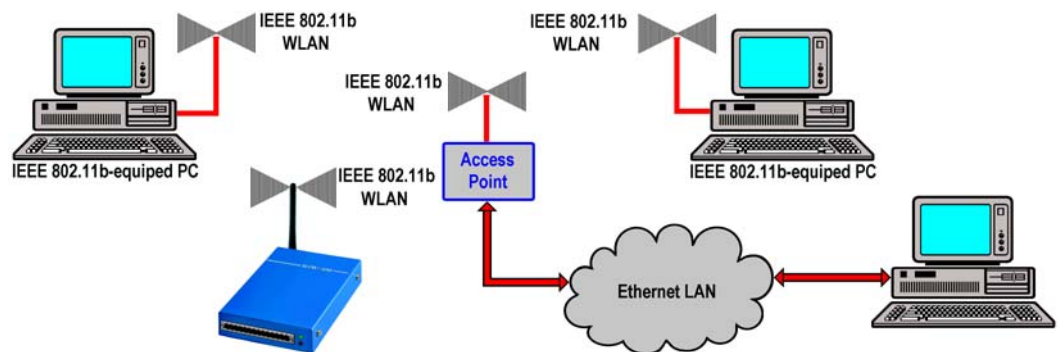 IEEE 802.11b
WLAN
IEEE 802.11b
WLAN
IEEE 802.11b
WLAN
IEEE 802.11b-equiped PC
IEEE 802.11b-equiped PC
Access
Point
IEEE 802.11b
WLAN
Ethernet LAN